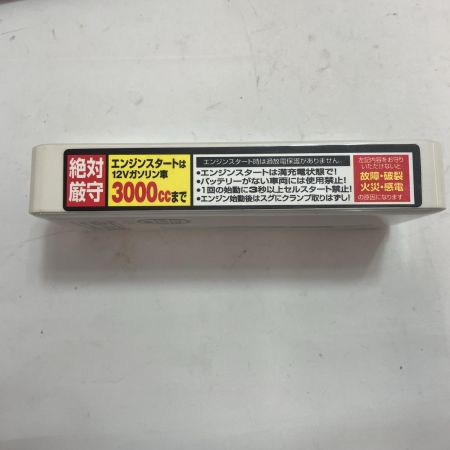 絶対
厳守
エンジンスタートは
12Vガソリン車
3000ccまで
エンジンスタート時は過放電保護がありません。
・エンジンスタートは満充電状態で!
・バッテリーがない車両には使用禁止!
・1回の始動に3秒以上セルスタート禁止!
・エンジン始動後はスグにクランプ取りはずし!
左記内容をお守り
いただけないと
故障・破裂
火災・感電
の原因になります